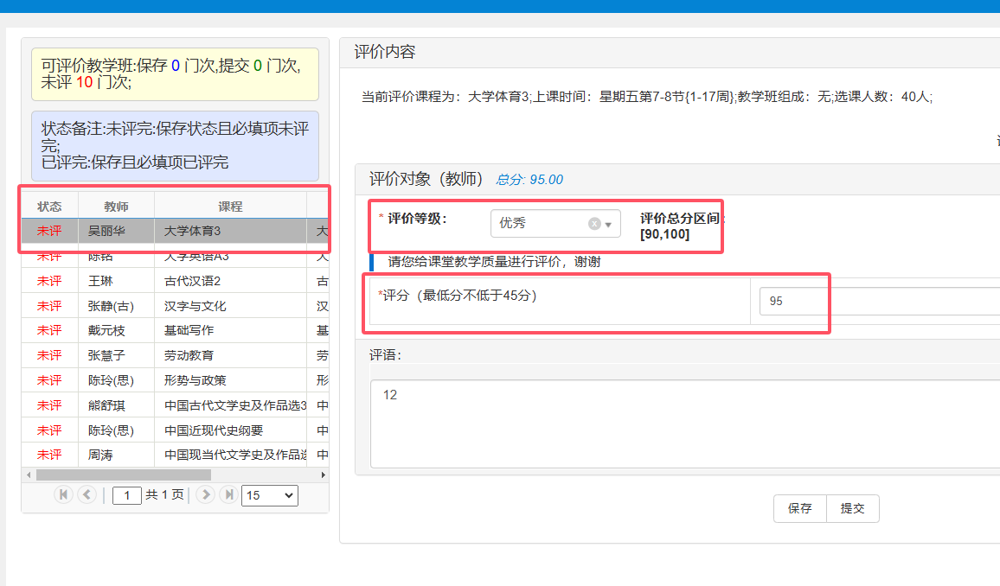 可评价教学班:保存 0 门次,提交 0 门次,
未评 10 门次;
状态备注:未评完:保存状态且必填项未评
完;
已评完:保存且必填项已评完
状态 教师 课程
未评 吴丽华 大学体育3 大
未评 陈铭 大学英语A3 大
未评 王琳 古代汉语2 古
未评 张静(古) 汉字与文化 汉
未评 戴元枝 基础写作 基
未评 张慧子 劳动教育 劳
未评 陈玲(思) 形势与政策 形
未评 熊舒琪 中国古代文学史及作品选3 中
未评 陈玲(思) 中国近现代史纲要 中
未评 周涛 中国现当代文学史及作品选 中
1 共 1 页 15
评价内容
当前评价课程为：大学体育3;上课时间：星期五第7-8节{1-17周};教学班组成：无;选课人数：40人;
评价对象（教师） 总分: 95.00
* 评价等级： 优秀 评价总分区间：
[90,100]
请您给课堂教学质量进行评价，谢谢
*评分（最低分不低于45分） 95
评语：
12
保存 提交